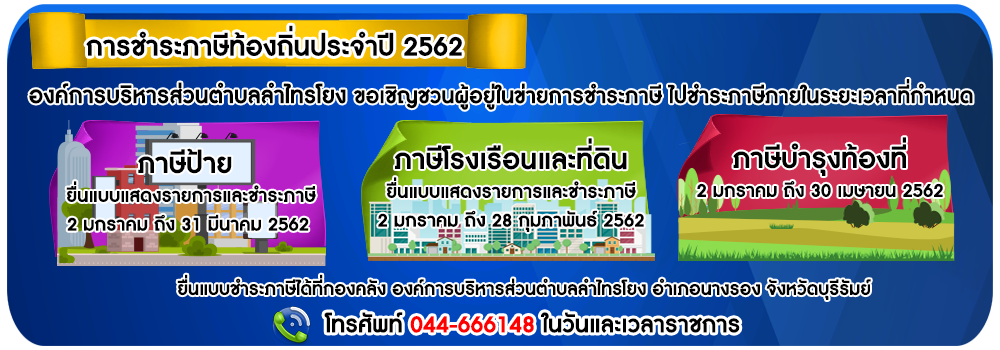 การชำระภาษีท้องถิ่นประจำปี 2562
องค์การบริหารส่วนตำบลลำไทรโยง ขอเชิญชวนผู้อยู่ในข่ายการชำระภาษี ไปชำระภาษีภายในระยะเวลาที่กำหนด
ภาษีป้าย
ยื่นแบบแสดงรายการและชำระภาษี
2 มกราคม ถึง 31 มีนาคม 2562
ภาษีโรงเรือนและที่ดิน
ยื่นแบบแสดงรายการและชำระภาษี
2 มกราคม ถึง 28 กุมภาพันธ์ 2562
ภาษีบำรุงท้องที่
2 มกราคม ถึง 30 เมษายน 2562
ยื่นแบบชำระภาษีได้ที่กองคลัง องค์การบริหารส่วนตำบลลำไทรโยง อำเภอนางรอง จังหวัดบุรีรัมย์
โทรศัพท์ 044-666148 ในวันและเวลาราชการ